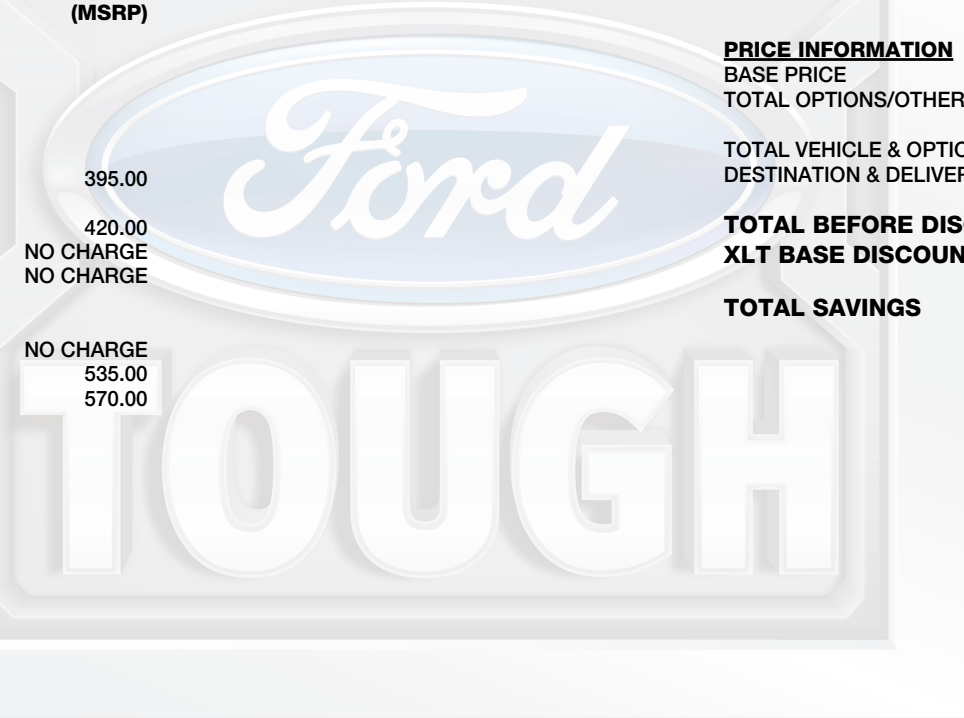 (MSRP)
395.00
420.00
NO CHARGE
NO CHARGE
NO CHARGE
535.00
570.00
Ford
TOUGH
PRICE INFORMATION
BASE PRICE
TOTAL OPTIONS/OTHER
TOTAL VEHICLE & OPTIO
DESTINATION & DELIVER
TOTAL BEFORE DIS
XLT BASE DISCOUN
TOTAL SAVINGS